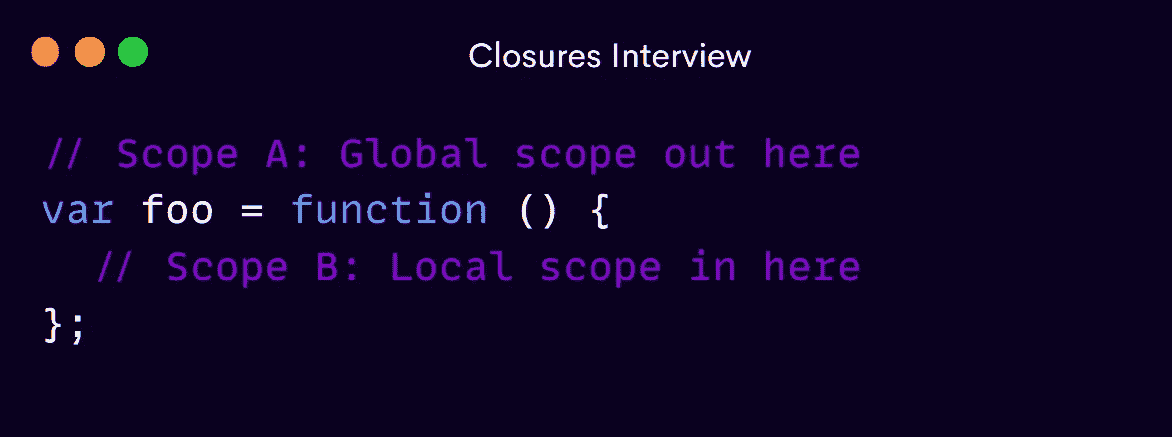 Closures Interview
// Scope A: Global scope out here
var foo = function () {
  // Scope B: Local scope in here
};